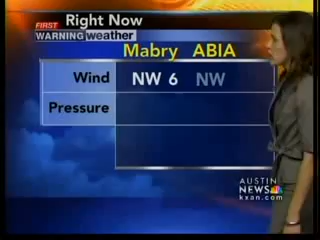 FIRST Right Now
WARNING weather
Mabry ABIA
Wind NW 6 NW
Pressure
AUSTIN
NEWS
kxan.com